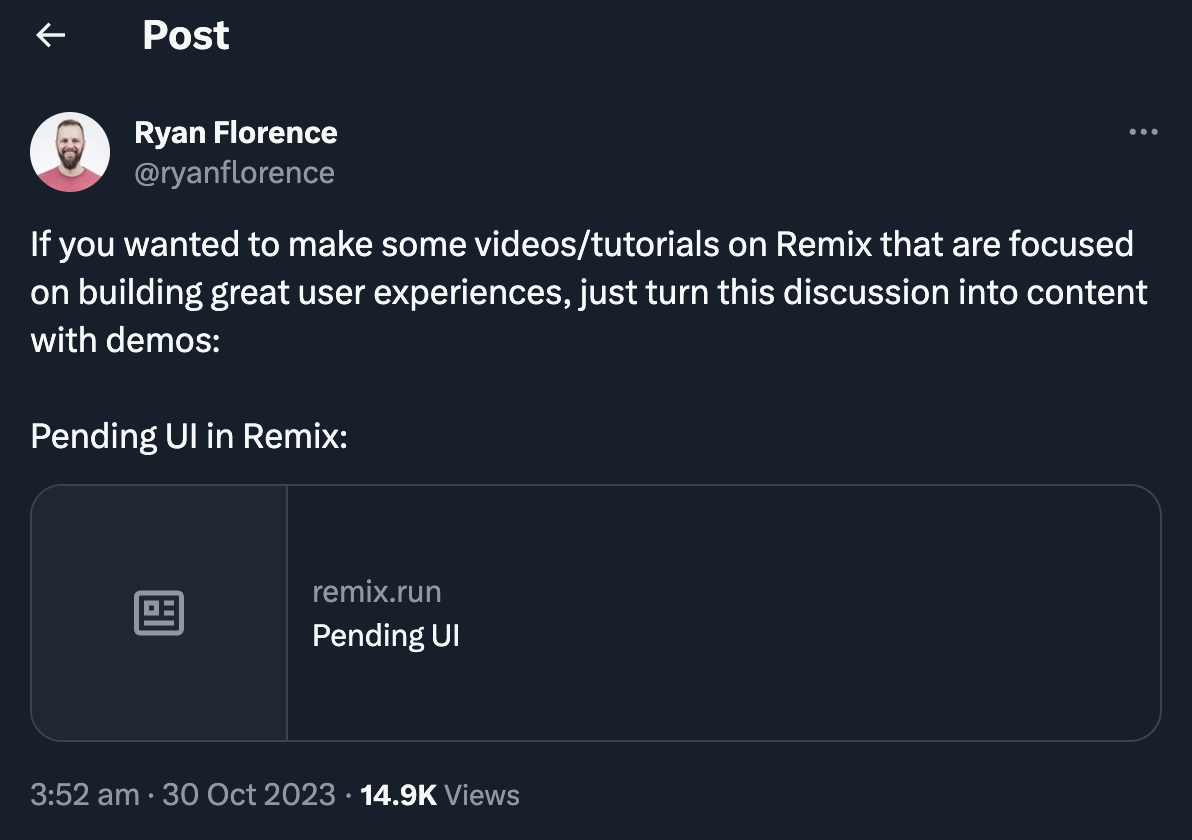 Post
Ryan Florence
@ryanflorence
If you wanted to make some videos/tutorials on Remix that are focused
on building great user experiences, just turn this discussion into content
with demos:
Pending UI in Remix:
remix.run
Pending UI
3:52 am · 30 Oct 2023 · 14.9K Views